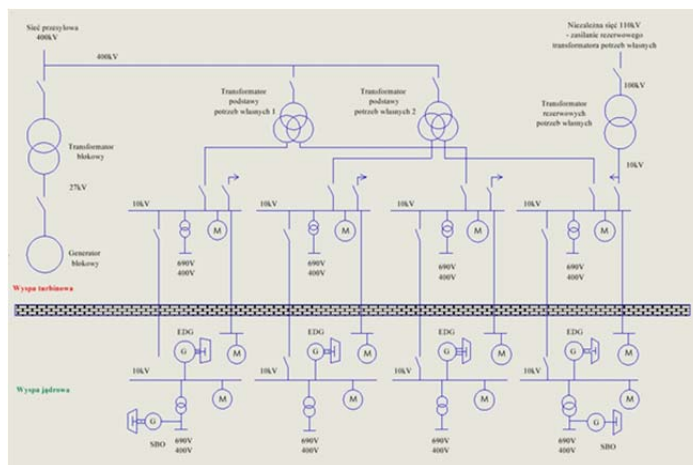 Sieć przesyłowa
400kV
Niezależna sięć 110kV
- zasilanie rezerwowego
transformatora potrzeb własnych
400kV
100kV
Transformator
podstawy
potrzeb własnych 1
Transformator
podstawy
potrzeb własnych 2
Transformator
rezerwowych
potrzeb własnych
Transformator
blokowy
10kV
27kV
10kV
10kV
10kV
10kV
M
M
M
M
Generator
blokowy
690V
400V
690V
400V
690V
400V
690V
400V
Wyspa turbinowa
EDG
EDG
EDG
EDG
G
M
G
M
G
M
G
M
10kV
10kV
10kV
10kV
Wyspa jądrowa
M
M
M
M
G
G
SBO
690V
400V
690V
400V
690V
400V
690V
400V
SBO